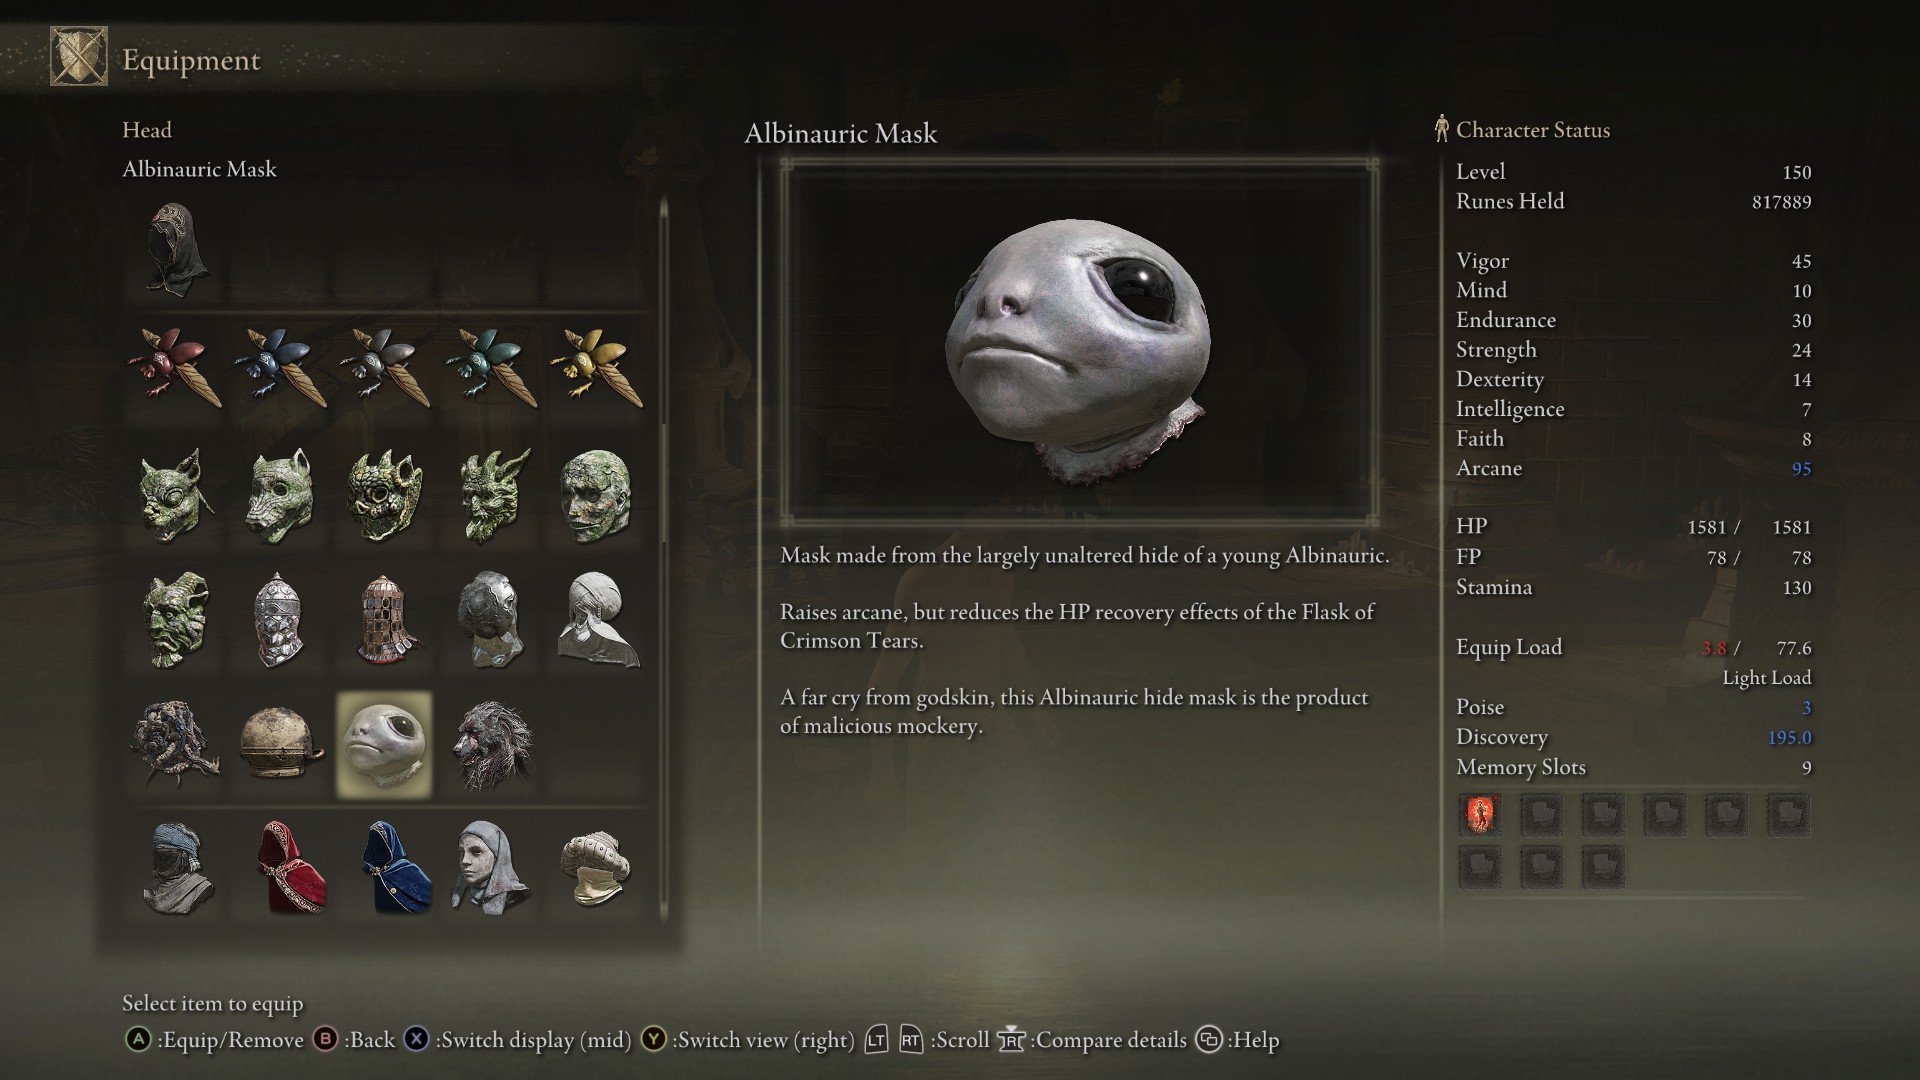 Equipment
Head
Albinauric Mask
Albinauric Mask
Mask made from the largely unaltered hide of a young Albinauric.
Raises arcane, but reduces the HP recovery effects of the Flask of
Crimson Tears.
A far cry from godskin, this Albinauric hide mask is the product
of malicious mockery.
Character Status
Level 150
Runes Held 817889
Vigor 45
Mind 10
Endurance 30
Strength 24
Dexterity 14
Intelligence 7
Faith 8
Arcane 95
HP 1581 / 1581
FP 78 / 78
Stamina 130
Equip Load 3.8 / 77.6
Light Load
Poise 3
Discovery 195.0
Memory Slots 9
Select item to equip
A :Equip/Remove B :Back X :Switch display (mid) Y :Switch view (right) LT RT :Scroll R :Compare details :Help